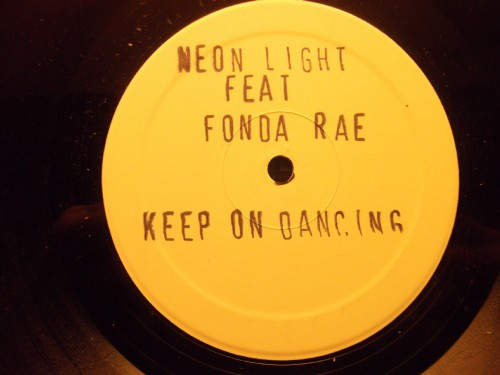 NEON LIGHT
FEAT
FONDA RAE
KEEP ON DANCING